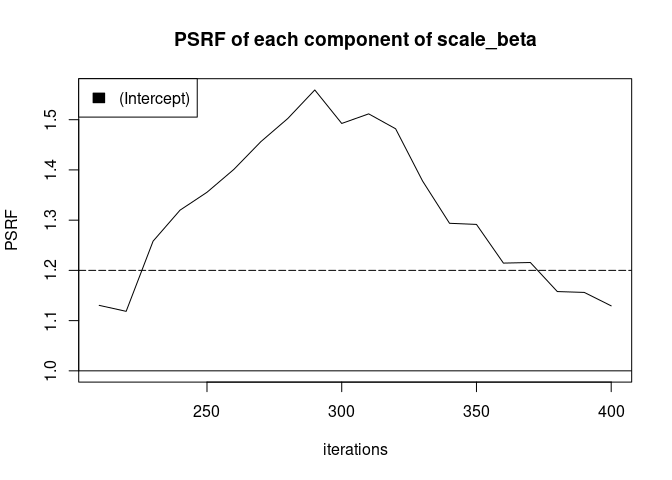 PSRF of each component of scale_beta
(Intercept)
PSRF
1.5
1.4
1.3
1.2
1.1
1.0
250 300 350 400
iterations